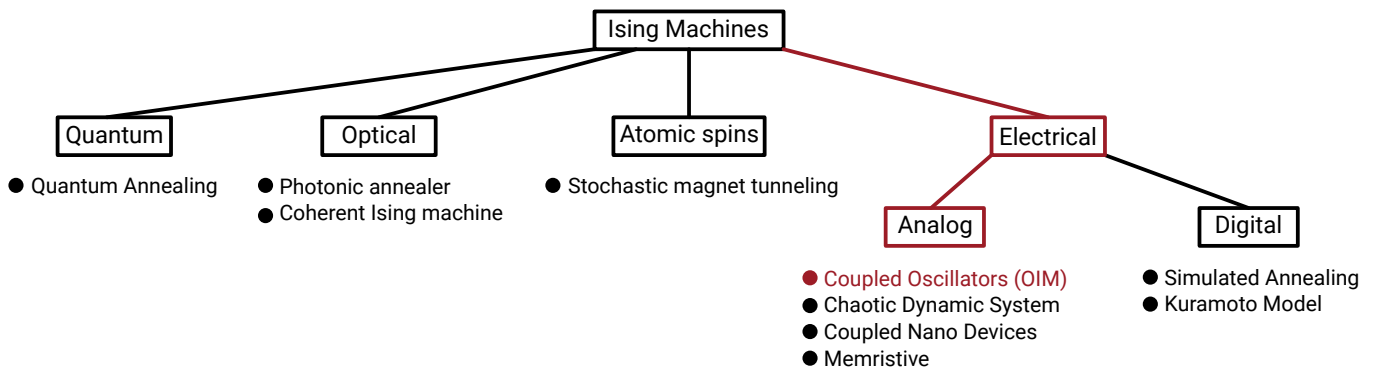 Ising Machines
Quantum
Optical
Atomic spins
Electrical
Quantum Annealing
Photonic annealer
Coherent Ising machine
Stochastic magnet tunneling
Analog
Digital
Coupled Oscillators (OIM)
Chaotic Dynamic System
Coupled Nano Devices
Memristive
Simulated Annealing
Kuramoto Model